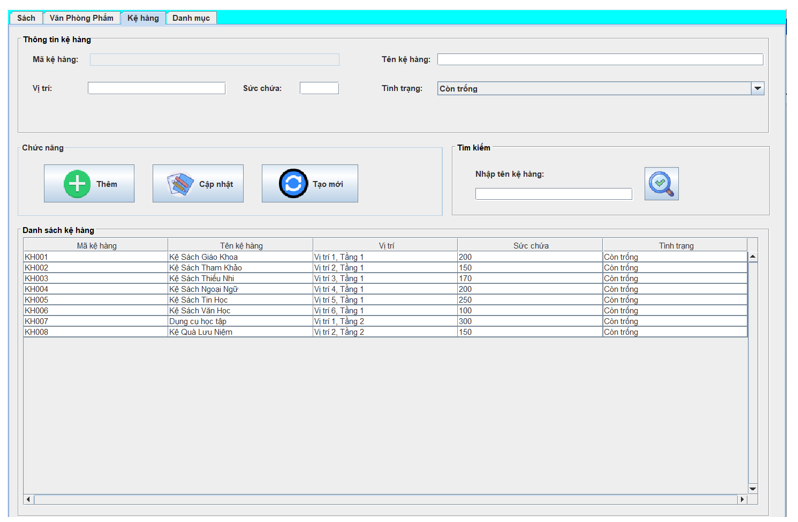 Sách Văn Phòng Phẩm Kệ hàng Danh mục
Thông tin kệ hàng
Mã kệ hàng: Tên kệ hàng:
Vị trí: Sức chứa: Tình trạng: Còn trống
Chức năng
Thêm Cập nhật Tạo mới
Tìm kiếm
Nhập tên kệ hàng:
Danh sách kệ hàng
Mã kệ hàng Tên kệ hàng Vị trí Sức chứa Tình trạng
KH001 Kệ Sách Giáo Khoa Vị trí 1, Tầng 1 200 Còn trống
KH002 Kệ Sách Tham Khảo Vị trí 2, Tầng 1 150 Còn trống
KH003 Kệ Sách Thiếu Nhi Vị trí 3, Tầng 1 170 Còn trống
KH004 Kệ Sách Ngoại Ngữ Vị trí 4, Tầng 1 200 Còn trống
KH005 Kệ Sách Tin Học Vị trí 5, Tầng 1 250 Còn trống
KH006 Kệ Sách Văn Học Vị trí 6, Tầng 1 100 Còn trống
KH007 Dụng cụ học tập Vị trí 1, Tầng 2 300 Còn trống
KH008 Kệ Quà Lưu Niệm Vị trí 2, Tầng 2 150 Còn trống